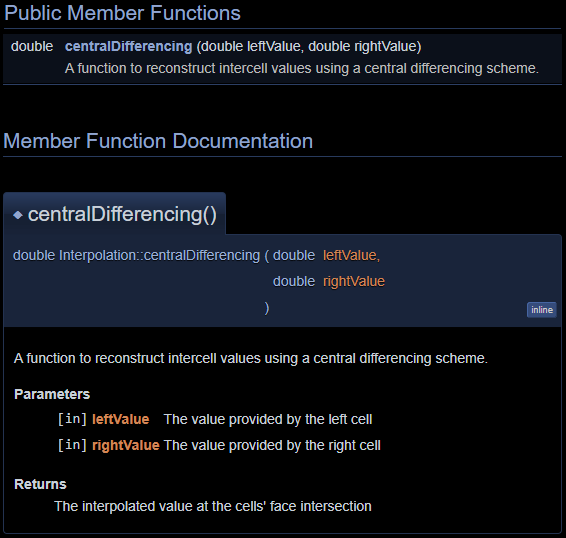 Public Member Functions
double centralDifferencing (double leftValue, double rightValue)
A function to reconstruct intercell values using a central differencing scheme.
Member Function Documentation
◆ centralDifferencing()
double Interpolation::centralDifferencing ( double leftValue,
double rightValue
)
inline
A function to reconstruct intercell values using a central differencing scheme.
Parameters
[in] leftValue The value provided by the left cell
[in] rightValue The value provided by the right cell
Returns
The interpolated value at the cells' face intersection